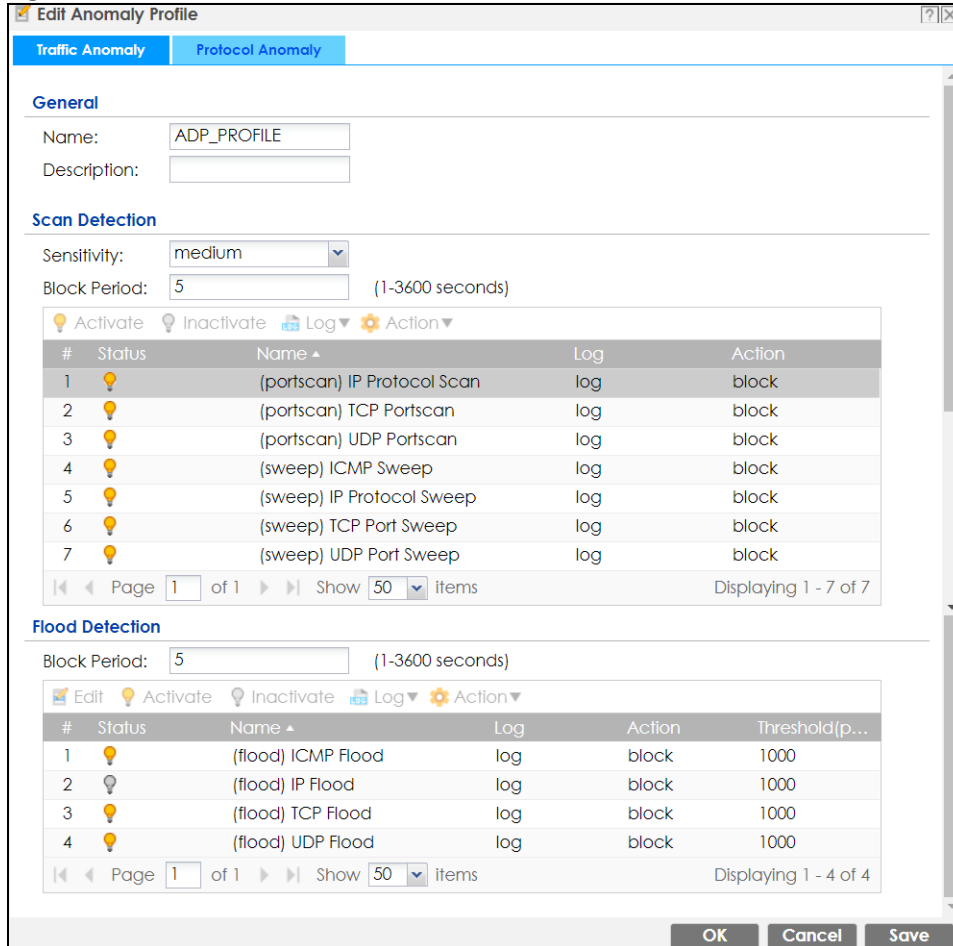 Edit Anomaly Profile
Traffic Anomaly Protocol Anomaly
General
Name: ADP_PROFILE
Description:
Scan Detection
Sensitivity: medium
Block Period: 5 (1-3600 seconds)
Activate Inactivate Log Action
# Status Name Log Action
1 (portscan) IP Protocol Scan log block
2 (portscan) TCP Portscan log block
3 (portscan) UDP Portscan log block
4 (sweep) ICMP Sweep log block
5 (sweep) IP Protocol Sweep log block
6 (sweep) TCP Port Sweep log block
7 (sweep) UDP Port Sweep log block
Page 1 of 1 Show 50 items Displaying 1 - 7 of 7
Flood Detection
Block Period: 5 (1-3600 seconds)
Edit Activate Inactivate Log Action
# Status Name Log Action Threshold(p...
1 (flood) ICMP Flood log block 1000
2 (flood) IP Flood log block 1000
3 (flood) TCP Flood log block 1000
4 (flood) UDP Flood log block 1000
Page 1 of 1 Show 50 items Displaying 1 - 4 of 4
OK Cancel Save